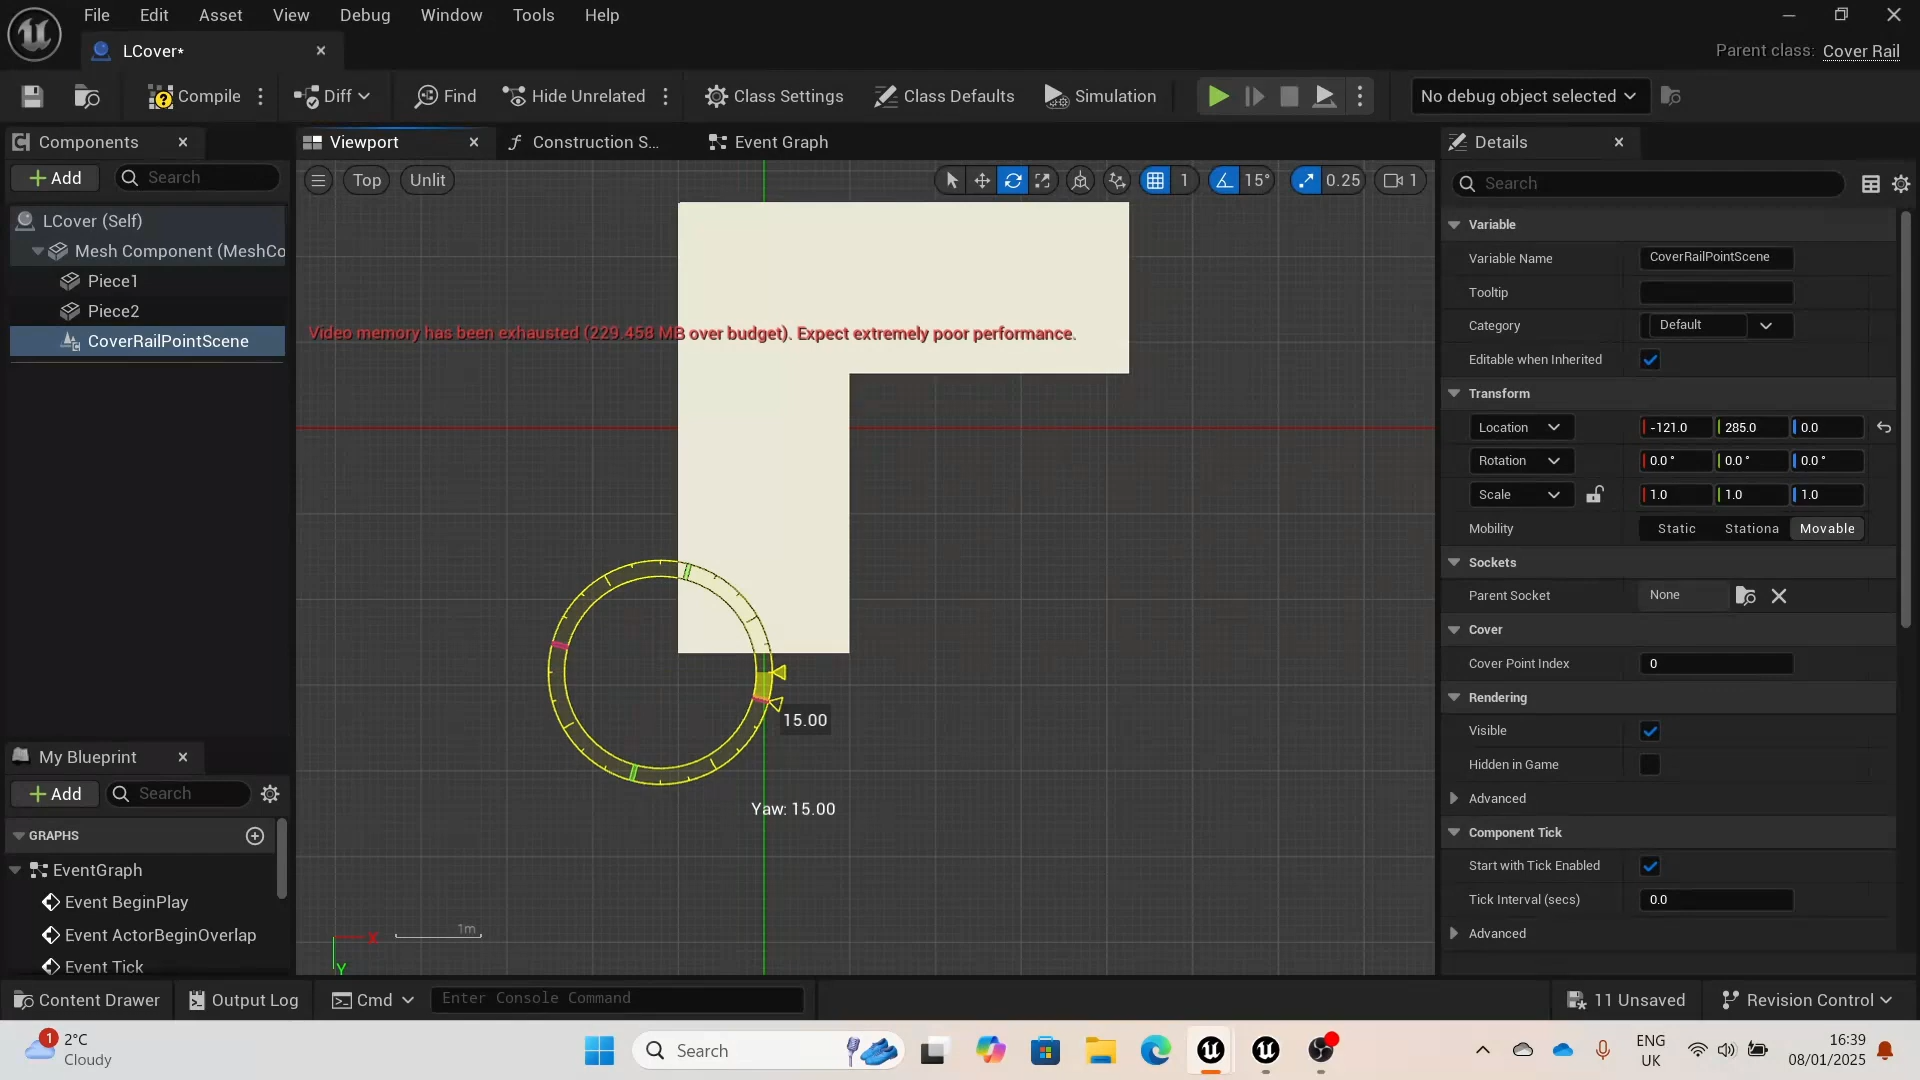 File Edit Asset View Debug Window Tools Help
LCover*
Parent class: Cover Rail
Compile Diff Find Hide Unrelated Class Settings Class Defaults Simulation No debug object selected
Components
Viewport Construction S... Event Graph
Details
Add Search
Top Unlit 1 15° 0.25 1
Search
LCover (Self)
Mesh Component (MeshCo
Piece1
Piece2
CoverRailPointScene
Video memory has been exhausted (229.458 MB over budget). Expect extremely poor performance.
15.00
Yaw: 15.00
1m
X
Y
Variable
Variable Name CoverRailPointScene
Tooltip
Category Default
Editable when Inherited
Transform
Location -121.0 285.0 0.0
Rotation 0.0° 0.0° 0.0°
Scale 1.0 1.0 1.0
Mobility Static Stationa Movable
Sockets
Parent Socket None
Cover
Cover Point Index 0
Rendering
Visible
Hidden in Game
Advanced
Component Tick
Start with Tick Enabled
Tick Interval (secs) 0.0
Advanced
My Blueprint
Add Search
GRAPHS
EventGraph
Event BeginPlay
Event ActorBeginOverlap
Event Tick
Content Drawer Output Log Cmd Enter Console Command 11 Unsaved Revision Control
1
2°C
Cloudy
Search
ENG
UK
16:39
08/01/2025